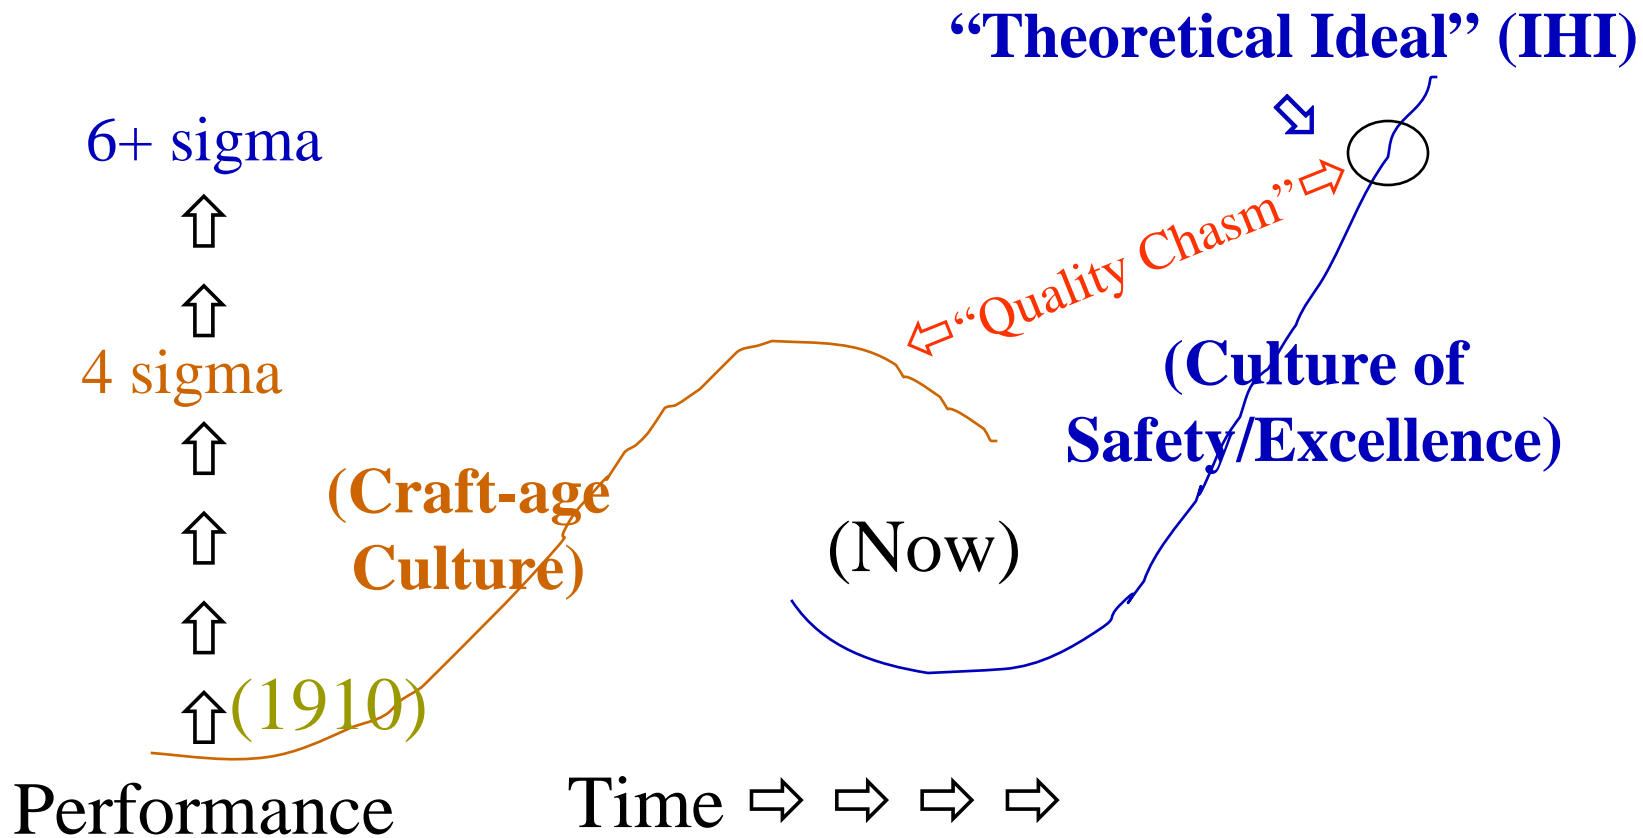 “Theoretical Ideal” (IHI)
6+ sigma
“Quality Chasm”
4 sigma
(Culture of
Safety/Excellence)
(Craft-age
Culture)
(Now)
(1910)
Performance
Time